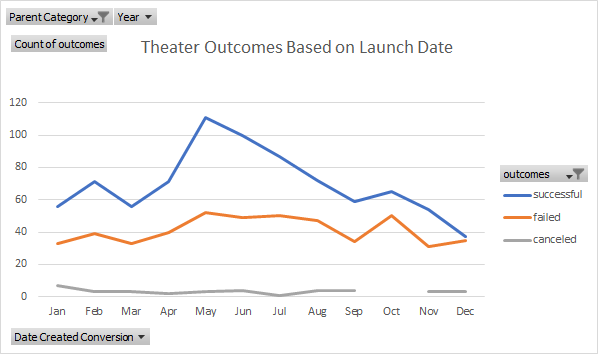 Parent Category Year
Count of outcomes
Theater Outcomes Based on Launch Date
120
100
80
60
40
20
0
Jan Feb Mar Apr May Jun Jul Aug Sep Oct Nov Dec
outcomes
successful
failed
canceled
Date Created Conversion